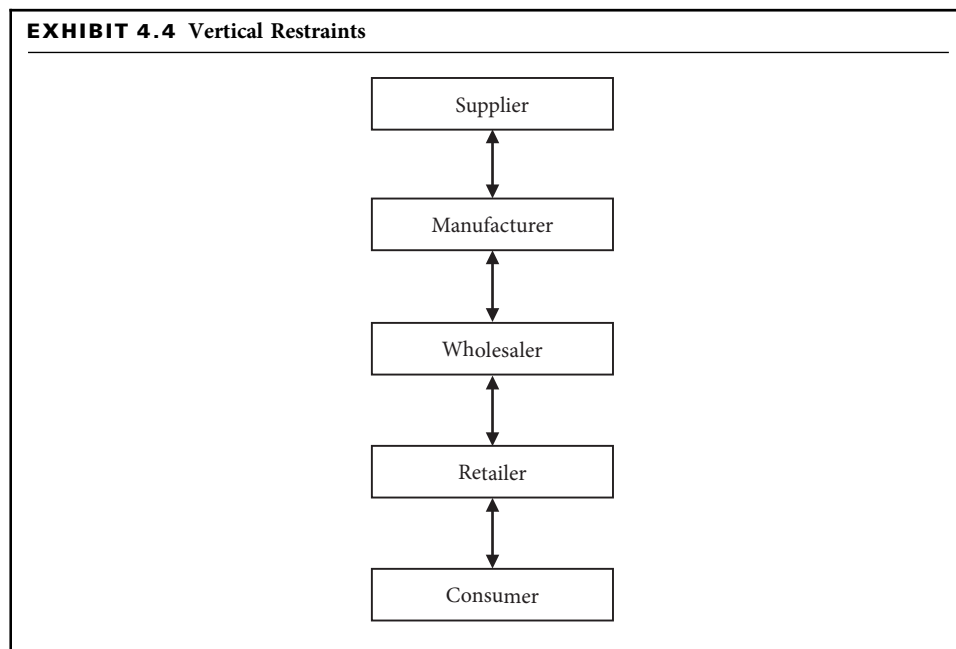 EXHIBIT 4.4 Vertical Restraints
Supplier
Manufacturer
Wholesaler
Retailer
Consumer